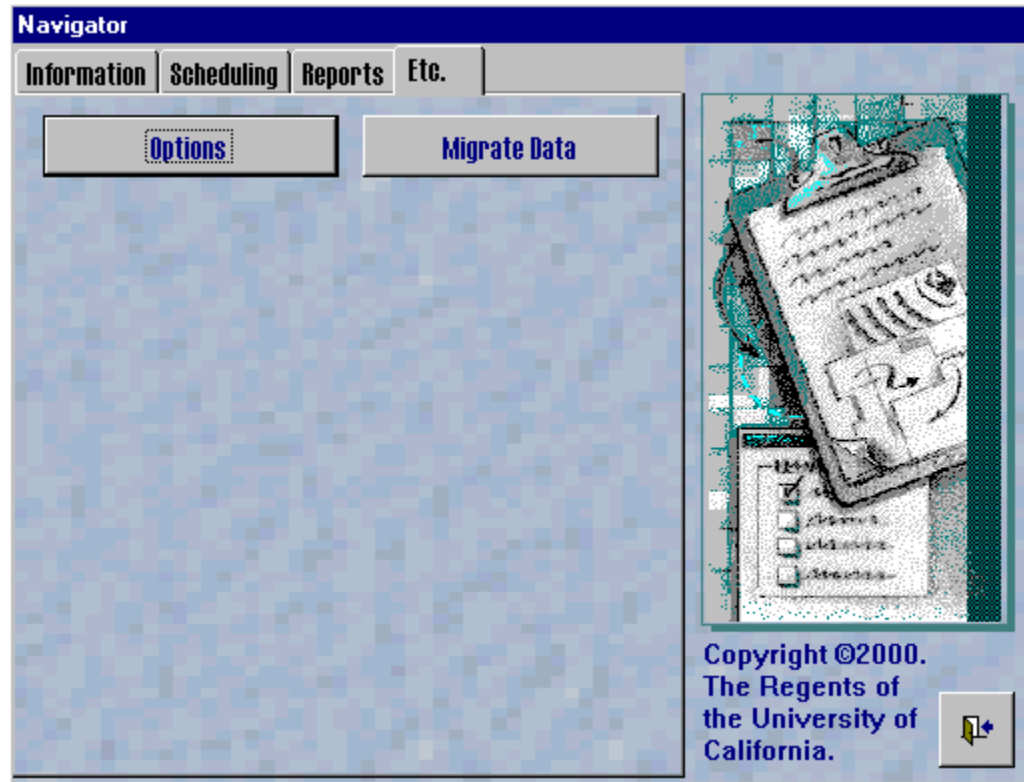 Navigator
Information Scheduling Reports Etc.
Options Migrate Data
Copyright ©2000.
The Regents of
the University of
California.